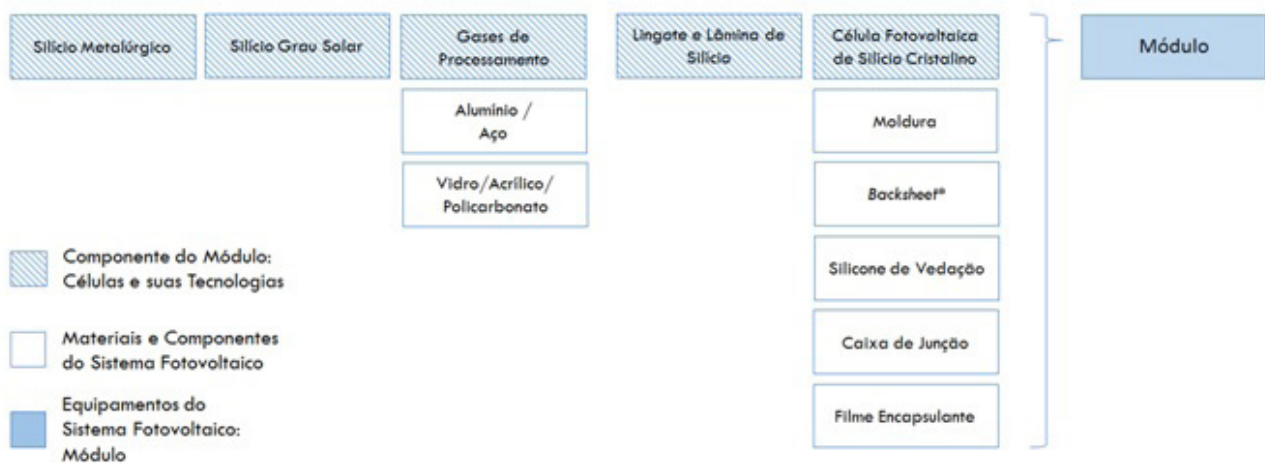 Silício Metalúrgico
Silício Grau Solar
Gases de
Processamento
Lingote e Lâmina de
Silício
Célula Fotovoltaica
de Silício Cristalino
Módulo
Alumínio /
Aço
Moldura
Vidro/Acrílico/
Policarbonato
Backsheet®
Silicone de Vedação
Caixa de Junção
Filme Encapsulante
Componente do Módulo:
Células e suas Tecnologias
Materiais e Componentes
do Sistema Fotovoltaico
Equipamentos do
Sistema Fotovoltaico:
Módulo